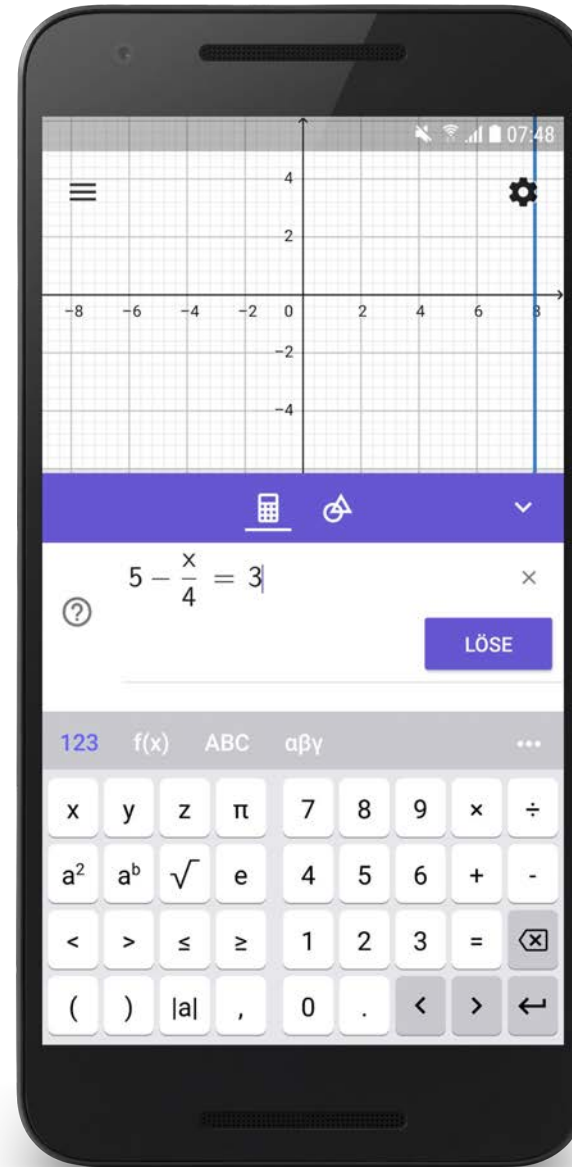 07:48
4
2
−8 −6 −4 −2 0 2 4 6 8
−2
−4
5 − x/4 = 3
LÖSE
123 f(x) ABC αβγ ...
x y z π 7 8 9 × ÷
a² aᵇ √ e 4 5 6 + -
< > ≤ ≥ 1 2 3 =
( ) |a| , 0 . < >